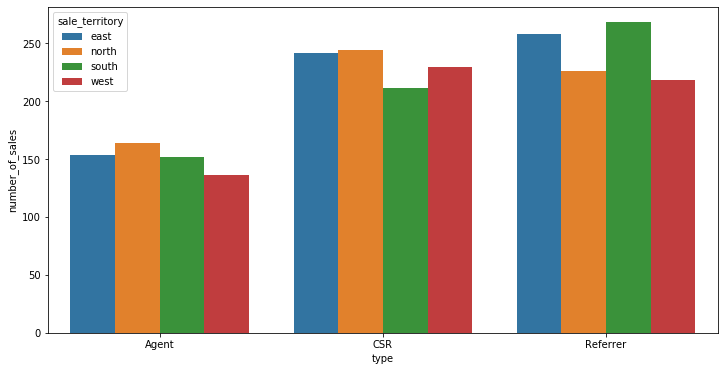 sale_territory
east
north
south
west
number_of_sales
250
200
150
100
50
0
Agent
CSR
Referrer
type